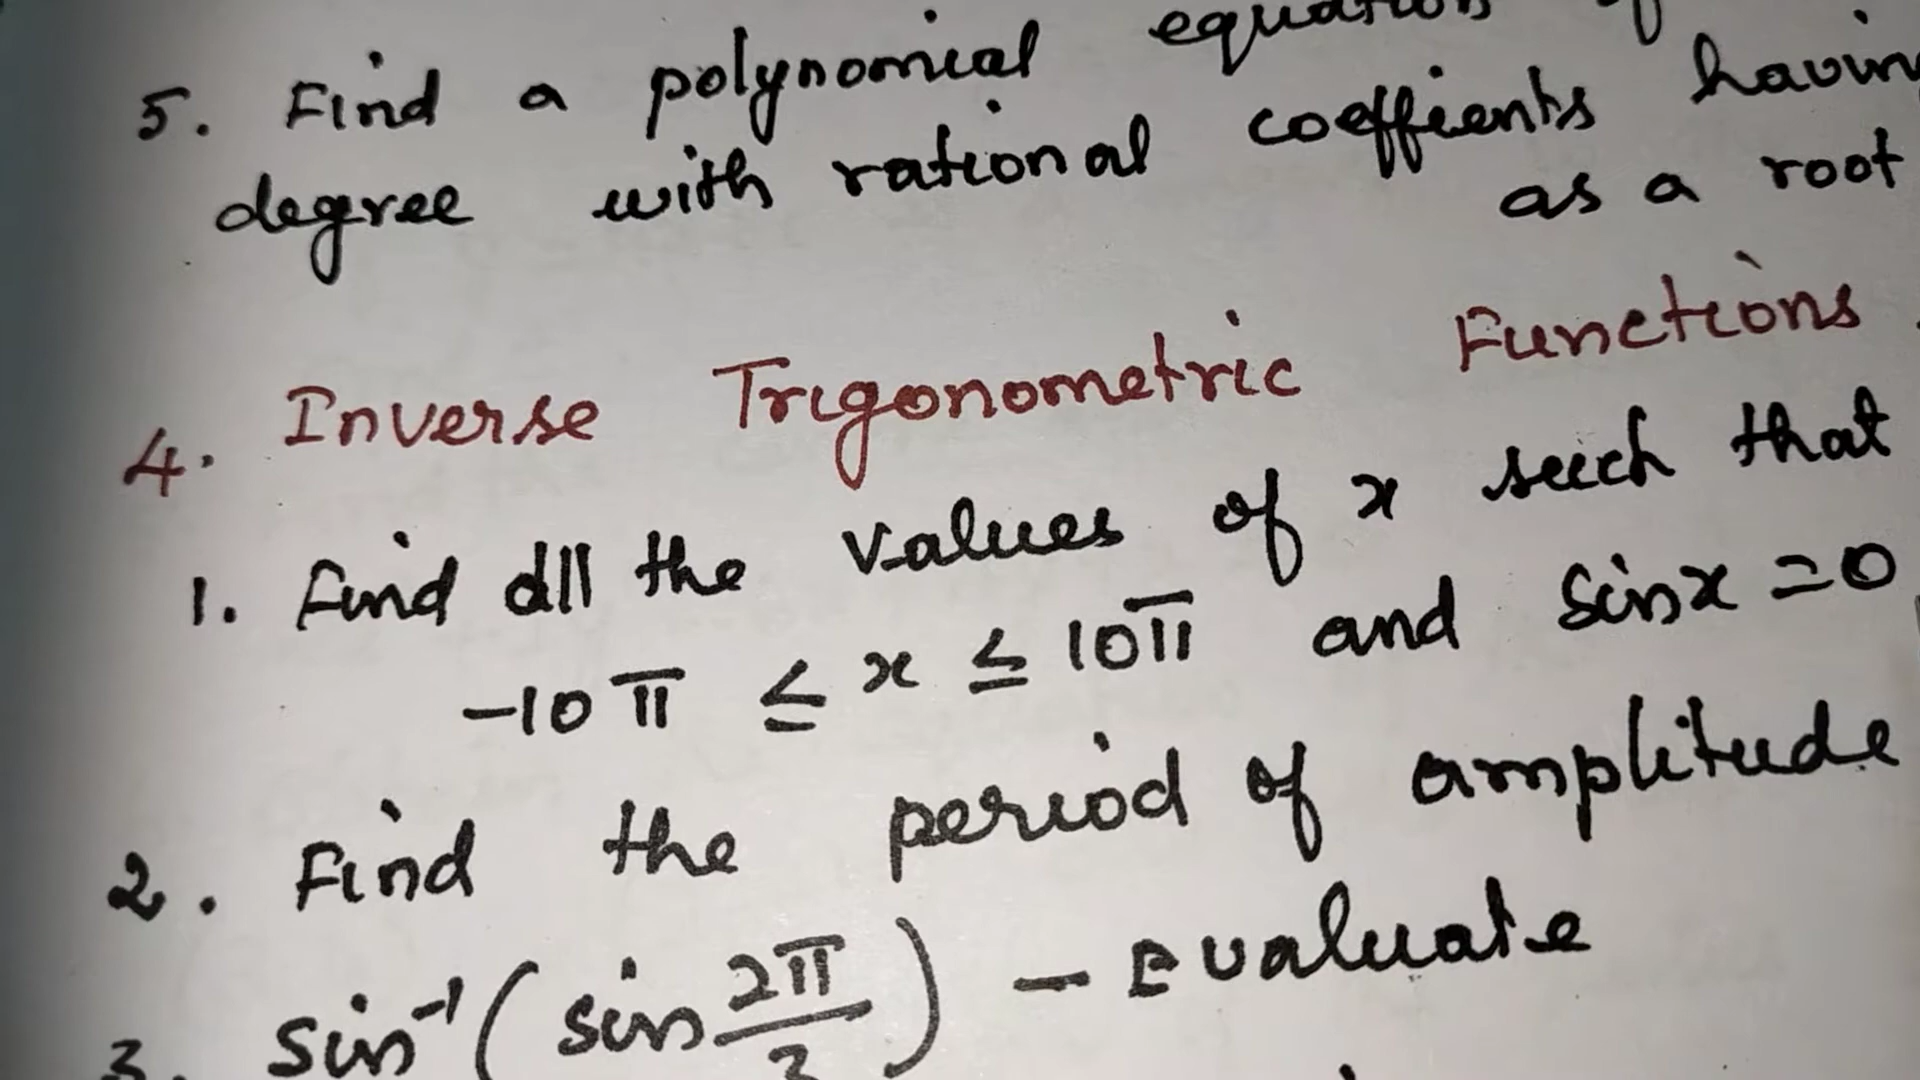 5. Find a polynomial equation
degree with rational coeffients having
as a root
4. Inverse Trigonometric Functions
1. Find all the values of x such that
-10π ≤ x ≤ 10π and sinx = 0
2. Find the period of amplitude
3. sin⁻¹ (sin 2π/3) - Evaluate